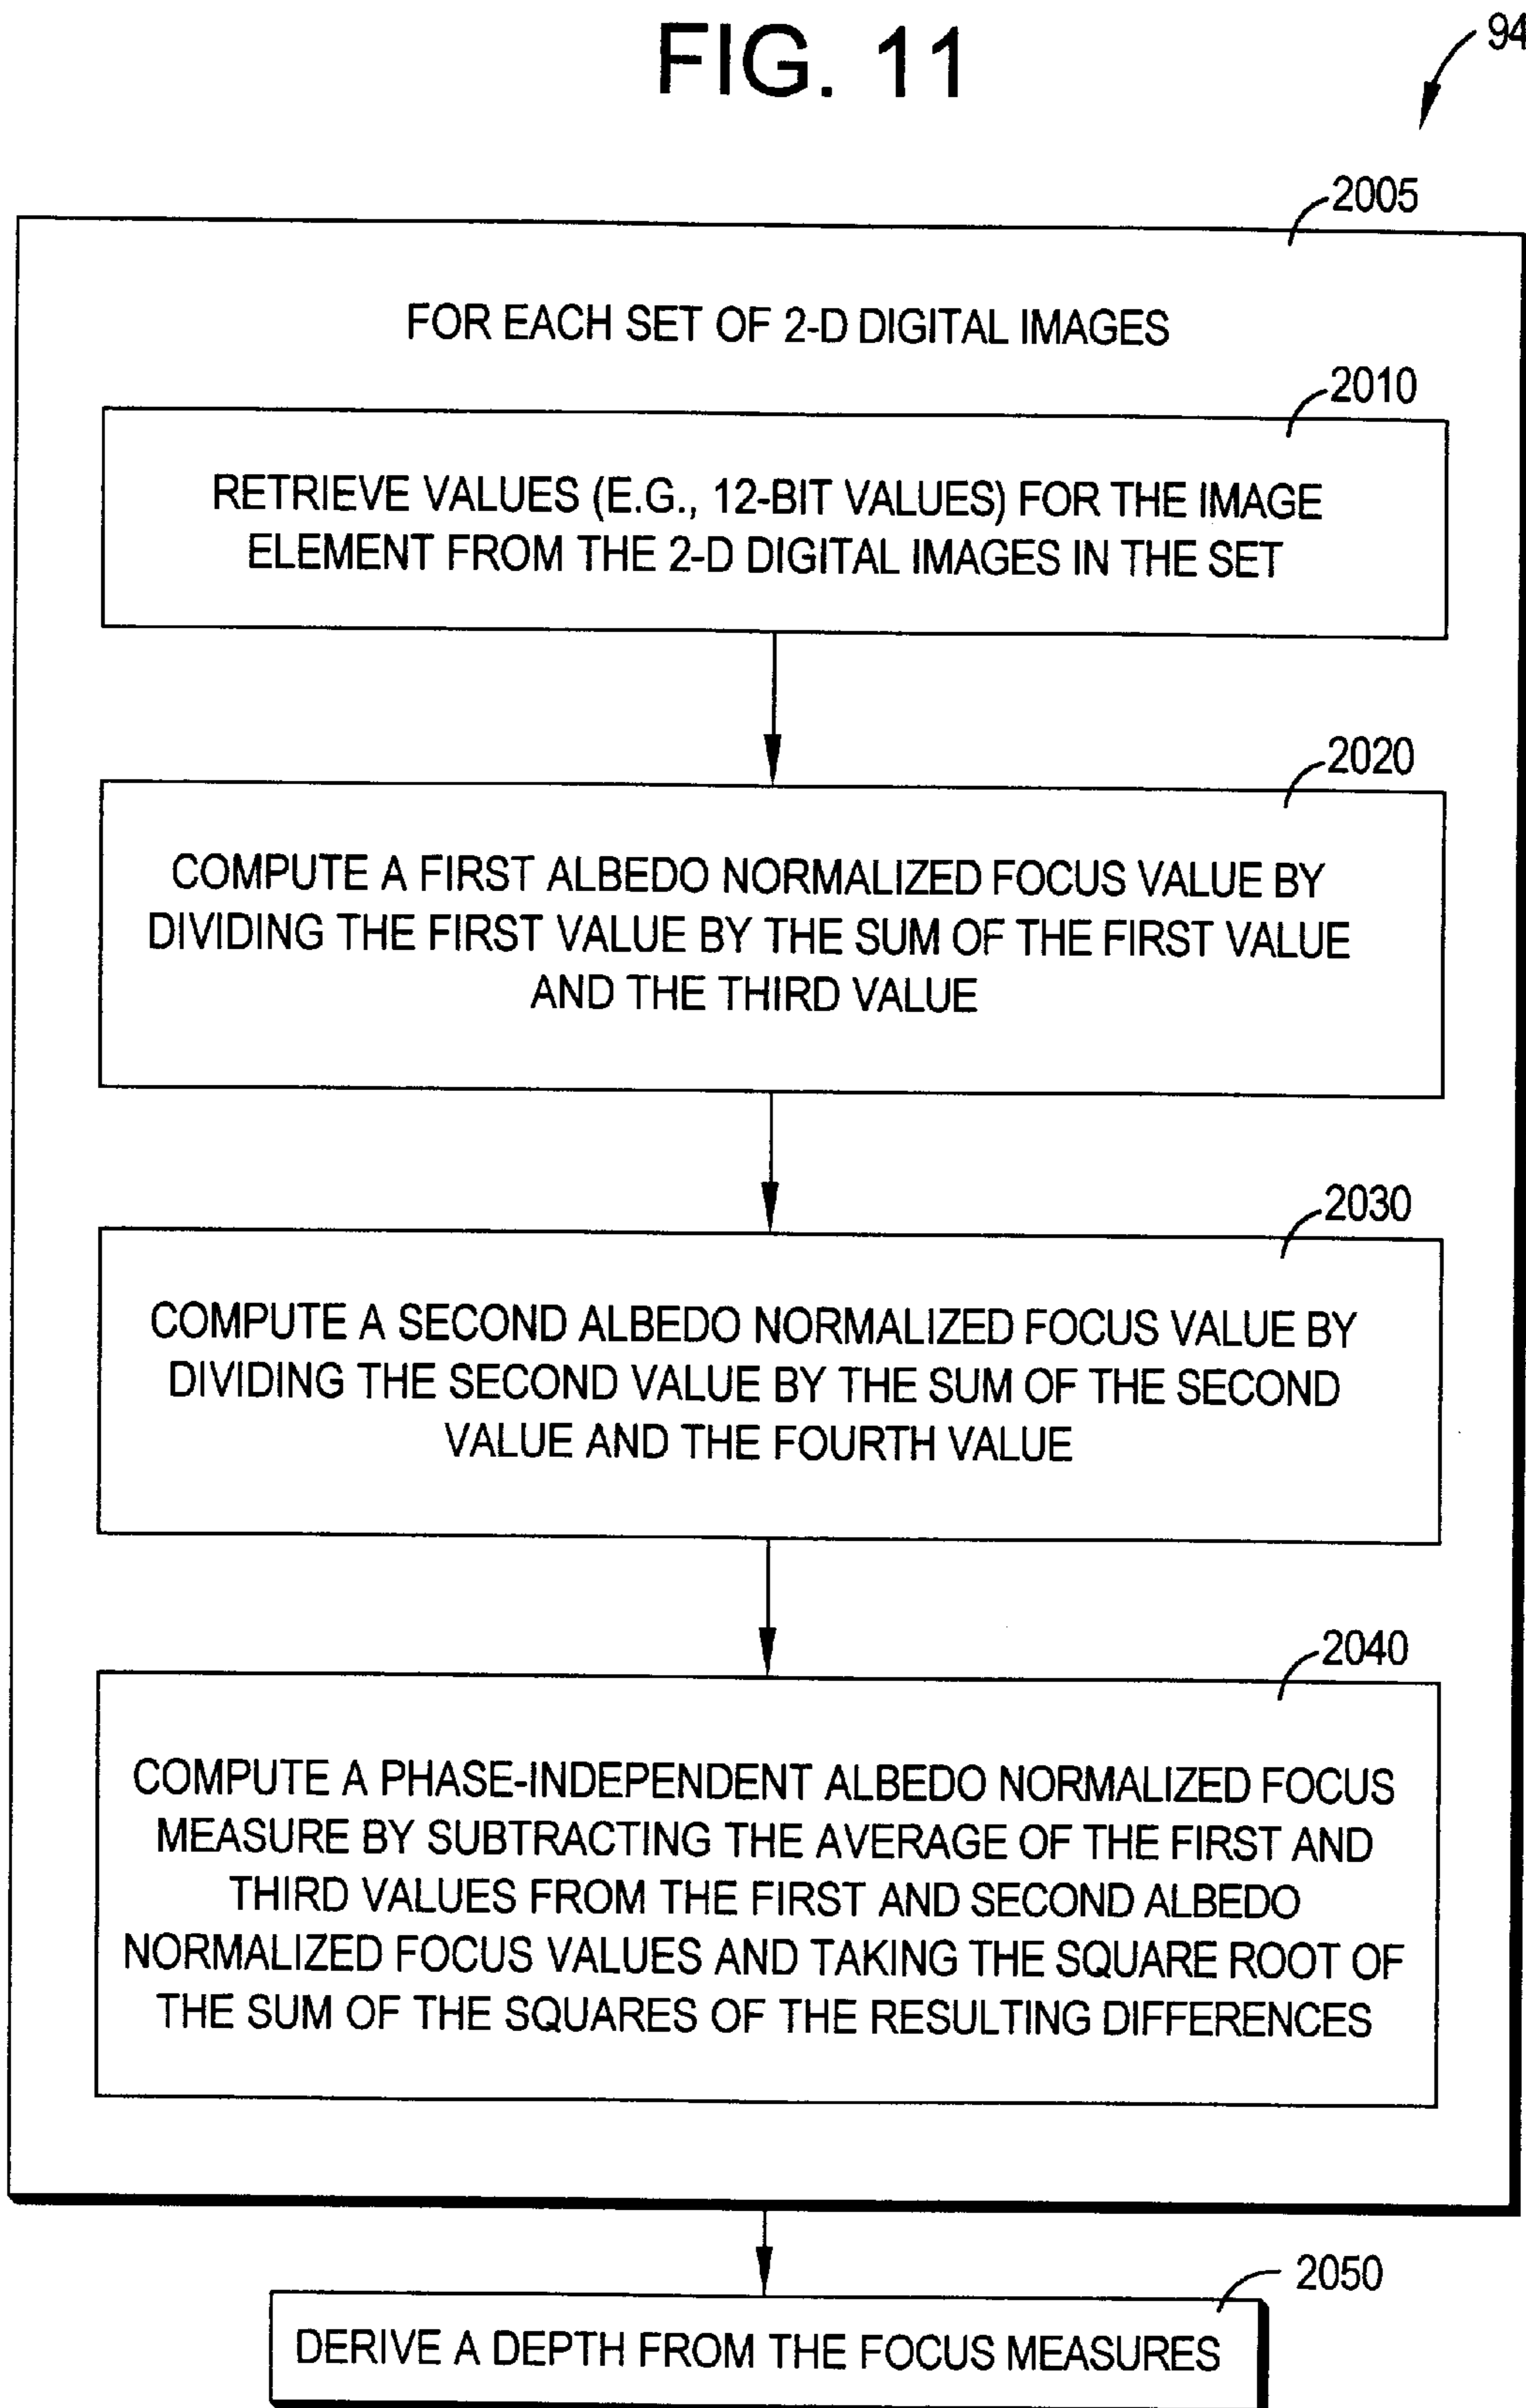 FIG. 11
94
2005
FOR EACH SET OF 2-D DIGITAL IMAGES
2010
RETRIEVE VALUES (E.G., 12-BIT VALUES) FOR THE IMAGE
ELEMENT FROM THE 2-D DIGITAL IMAGES IN THE SET
2020
COMPUTE A FIRST ALBEDO NORMALIZED FOCUS VALUE BY
DIVIDING THE FIRST VALUE BY THE SUM OF THE FIRST VALUE
AND THE THIRD VALUE
2030
COMPUTE A SECOND ALBEDO NORMALIZED FOCUS VALUE BY
DIVIDING THE SECOND VALUE BY THE SUM OF THE SECOND
VALUE AND THE FOURTH VALUE
2040
COMPUTE A PHASE-INDEPENDENT ALBEDO NORMALIZED FOCUS
MEASURE BY SUBTRACTING THE AVERAGE OF THE FIRST AND
THIRD VALUES FROM THE FIRST AND SECOND ALBEDO
NORMALIZED FOCUS VALUES AND TAKING THE SQUARE ROOT OF
THE SUM OF THE SQUARES OF THE RESULTING DIFFERENCES
2050
DERIVE A DEPTH FROM THE FOCUS MEASURES